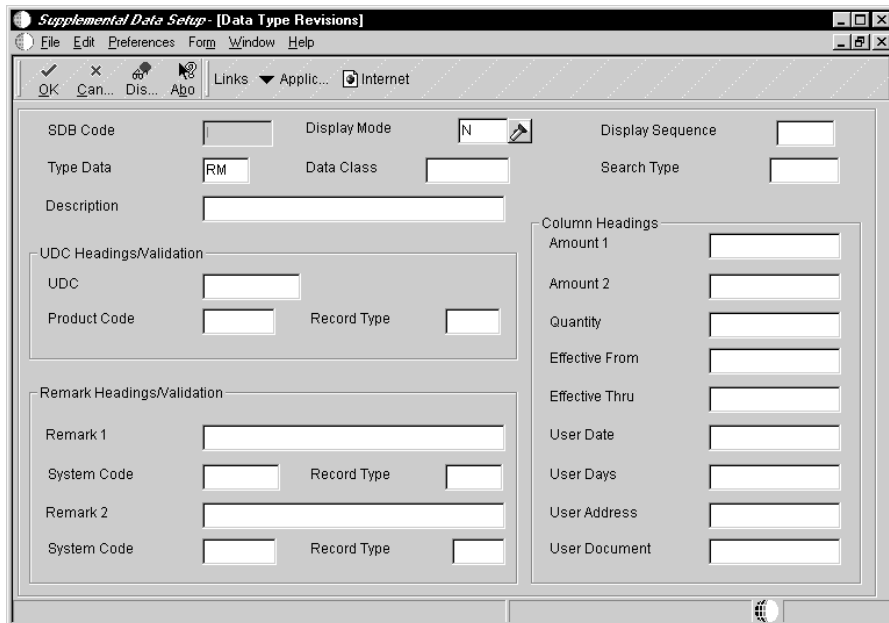 Supplemental Data Setup - [Data Type Revisions]
File Edit Preferences Form Window Help
OK Can... Dis... Abo Links Applic... Internet
SDB Code I Display Mode N Display Sequence
Type Data RM Data Class Search Type
Description
Column Headings
UDC Headings/Validation
Amount 1
UDC
Amount 2
Product Code Record Type
Quantity
Effective From
Remark Headings/Validation
Effective Thru
Remark 1
User Date
System Code Record Type
User Days
Remark 2
User Address
System Code Record Type
User Document